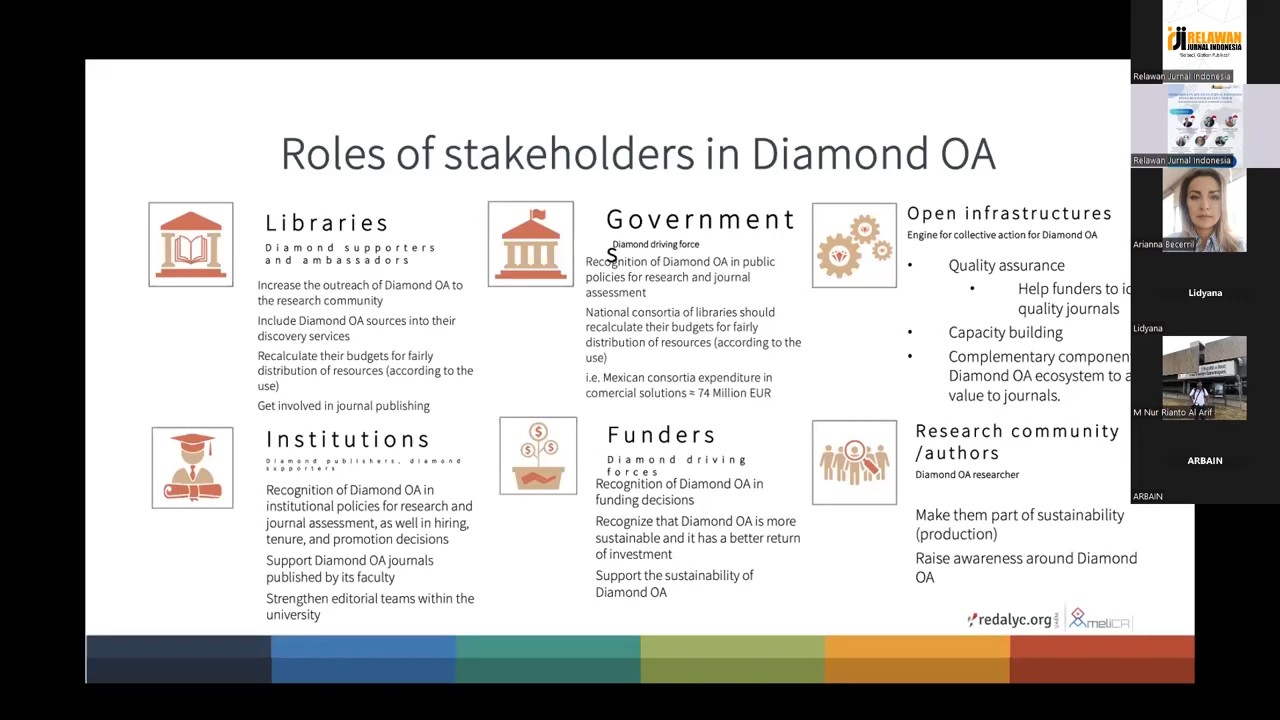 Roles of stakeholders in Diamond OA
Libraries
Diamond supporters
and ambassadors
Increase the outreach of Diamond OA to
the research community
Include Diamond OA sources into their
discovery services
Recalculate their budgets for fairly
distribution of resources (according to the
use)
Get involved in journal publishing
Government
s
Diamond driving force
Recognition of Diamond OA in public
policies for research and journal
assessment
National consortia of libraries should
recalculate their budgets for fairly
distribution of resources (according to the
use)
i.e. Mexican consortia expenditure in
comercial solutions ≈ 74 Million EUR
Open infrastructures
Engine for collective action for Diamond OA
• Quality assurance
• Help funders to
quality journals
• Capacity building
• Complementary
Diamond OA ecosystem to
value to journals.
Institutions
Diamond publishers, diamond
supporters
Recognition of Diamond OA in
institutional policies for research and
journal assessment, as well in hiring,
tenure, and promotion decisions
Support Diamond OA journals
published by its faculty
Strengthen editorial teams within the
university
Funders
Diamond driving
forces
Recognition of Diamond OA in
funding decisions
Recognize that Diamond OA is more
sustainable and it has a better return
of investment
Support the sustainability of
Diamond OA
Research community
/authors
Diamond OA researcher
Make them part of sustainability
(production)
Raise awareness around Diamond
OA
redalyc.org
AmeliCA
RELAWAN
JURNAL INDONESIA
Relawan Jurnal Indonesia
Relawan Jurnal Indonesia
Arianna Becerril
Lidyana
Lidyana
M Nur Rianto Al Arif
ARBAIN
ARBAIN